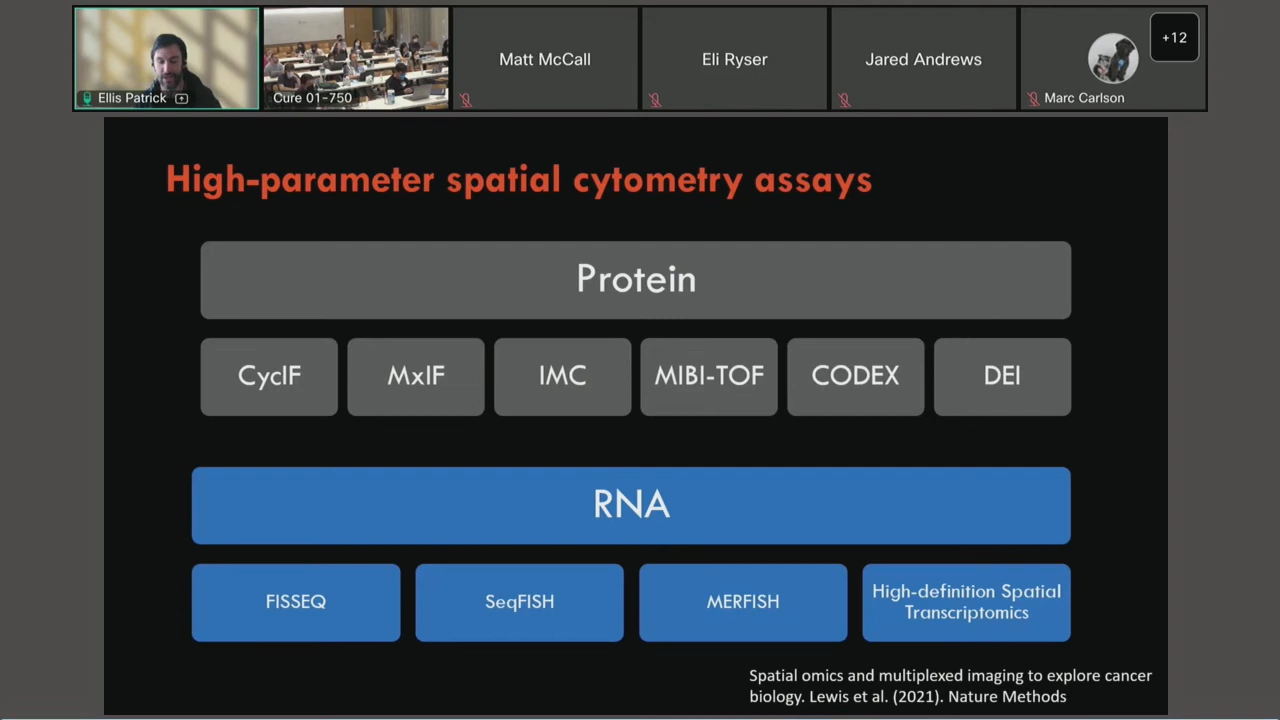 Ellis Patrick
Cure 01-750
Matt McCall
Eli Ryser
Jared Andrews
Marc Carlson
+12
High-parameter spatial cytometry assays
Protein
CycIF
MxIF
IMC
MIBI-TOF
CODEX
DEI
RNA
FISSEQ
SeqFISH
MERFISH
High-definition Spatial
Transcriptomics
Spatial omics and multiplexed imaging to explore cancer
biology. Lewis et al. (2021). Nature Methods